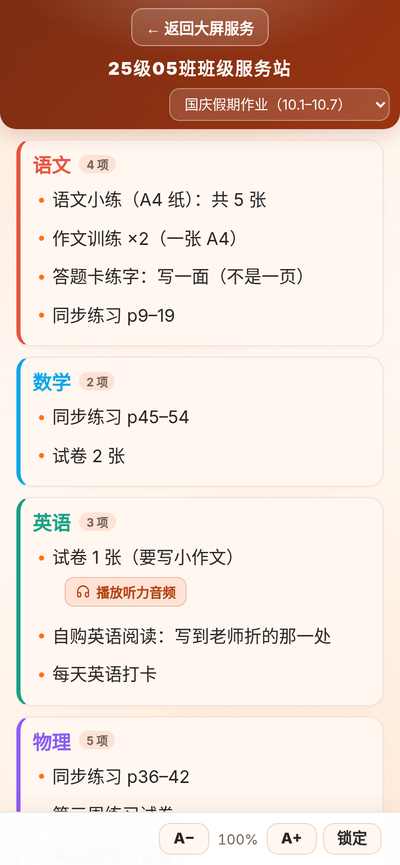 ← 返回大屏服务
25级05班班级服务站
国庆假期作业（10.1–10.7）
语文 4 项
语文小练（A4 纸）：共 5 张
作文训练 ×2（一张 A4）
答题卡练字：写一面（不是一页）
同步练习 p9–19
数学 2 项
同步练习 p45–54
试卷 2 张
英语 3 项
试卷 1 张（要写小作文）
播放听力音频
自购英语阅读：写到老师折的那一处
每天英语打卡
物理 5 项
同步练习 p36–42
A− 100% A+ 锁定